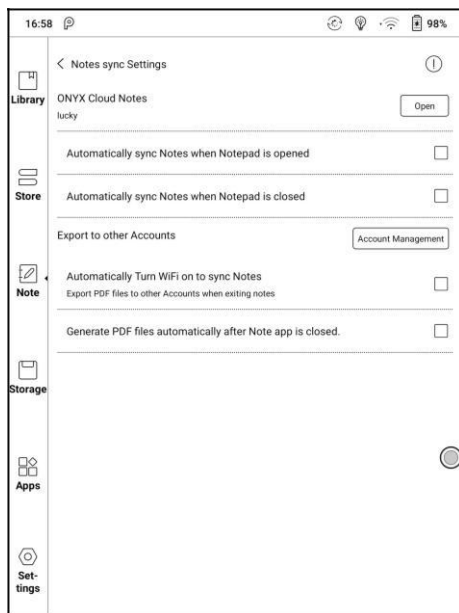 16:58
98%
Notes sync Settings
Library
ONYX Cloud Notes
Open
lucky
Automatically sync Notes when Notepad is opened
Store
Automatically sync Notes when Notepad is closed
Export to other Accounts
Account Management
Note
Automatically Turn WiFi on to sync Notes
Export PDF files to other Accounts when exiting notes
Generate PDF files automatically after Note app is closed.
Storage
Apps
Set-
tings